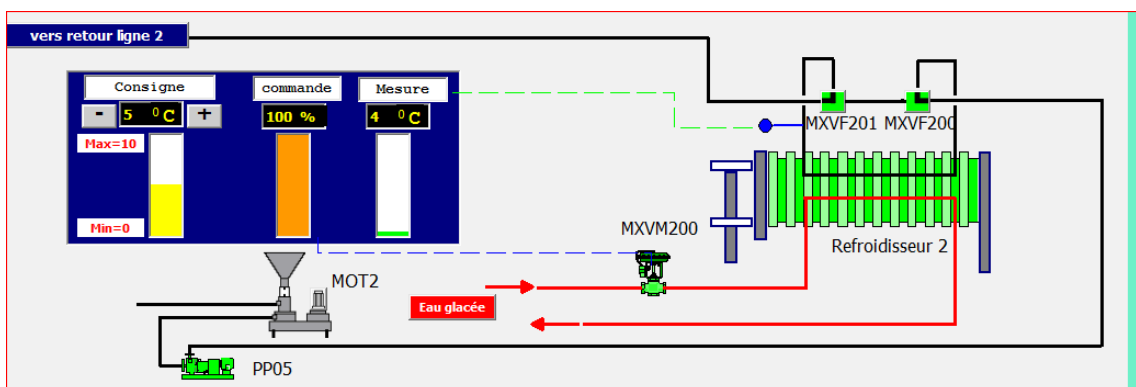 vers retour ligne 2
Consigne
commande
Mesure
- 5 °C +
100 %
4 °C
Max=10
Min=0
MXVF201 MXVF200
MXVM200
Refroidisseur 2
MOT2
Eau glacée
PP05